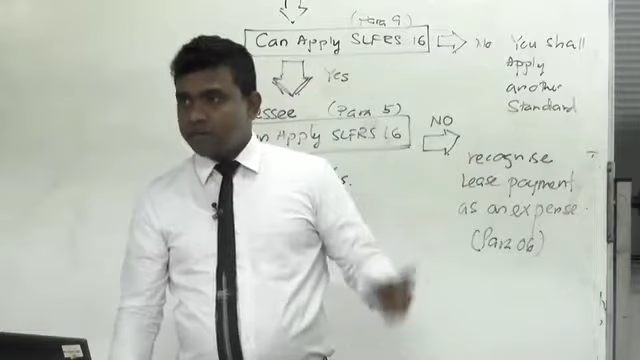 (Para 9)
Can Apply SLFRS 16
No You shall
Apply
another
Standard
Yes
essee (Para 5)
n Apply SLFRS 16
NO
recognise
Lease payment
as an expense.
(Para 06)
s.